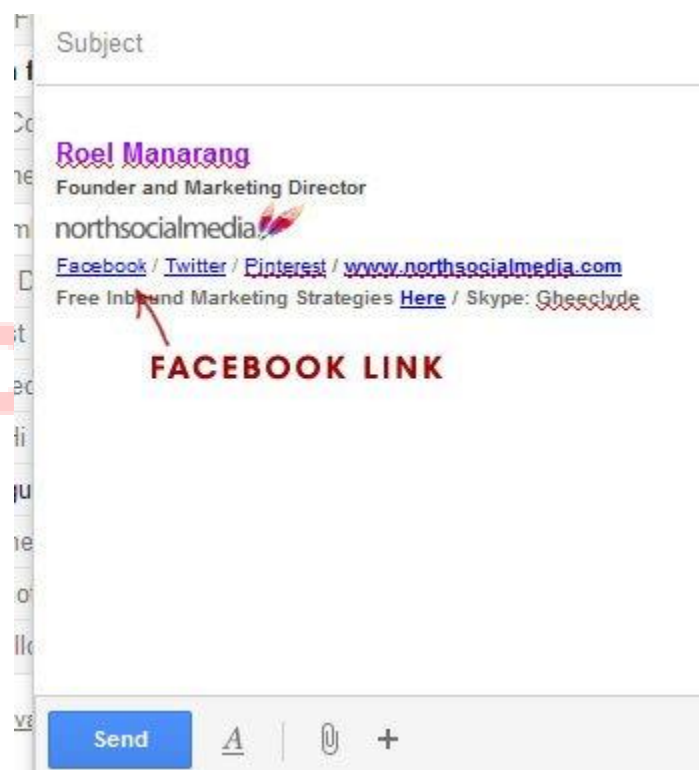 Subject
Roel Manarang
Founder and Marketing Director
northsocialmedia
Facebook / Twitter / Pinterest / www.northsocialmedia.com
Free Inbound Marketing Strategies Here / Skype: Gheeclyde
FACEBOOK LINK
Send A